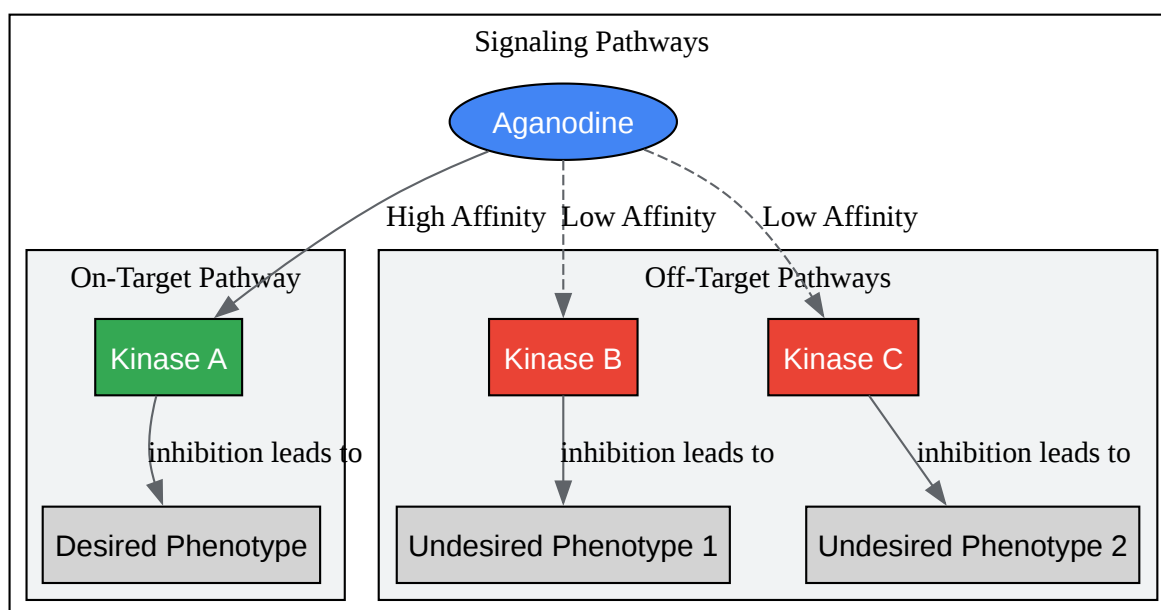 Signaling Pathways
Aganodine
High Affinity
Low Affinity
Low Affinity
On-Target Pathway
Off-Target Pathways
Kinase A
Kinase B
Kinase C
inhibition leads to
inhibition leads to
inhibition leads to
Desired Phenotype
Undesired Phenotype 1
Undesired Phenotype 2